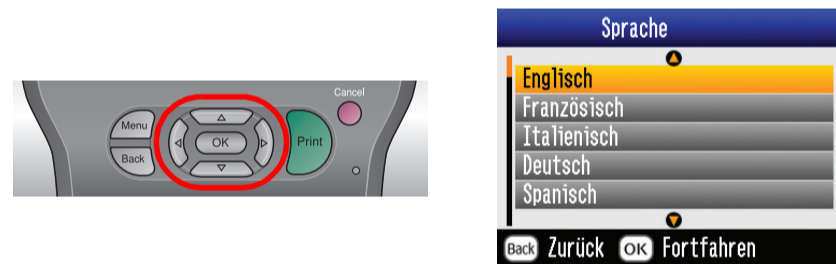 Cancel
Menu
OK
Print
Back
Sprache
Englisch
Französisch
Italienisch
Deutsch
Spanisch
Back Zurück OK Fortfahren